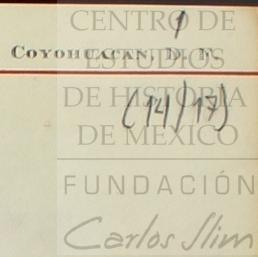 1
COYOHUACAN, D. F.
(14/17)
CENTRO DE
ESTUDIOS
DE HISTORIA
DE MÉXICO
FUNDACIÓN
Carlos Slim